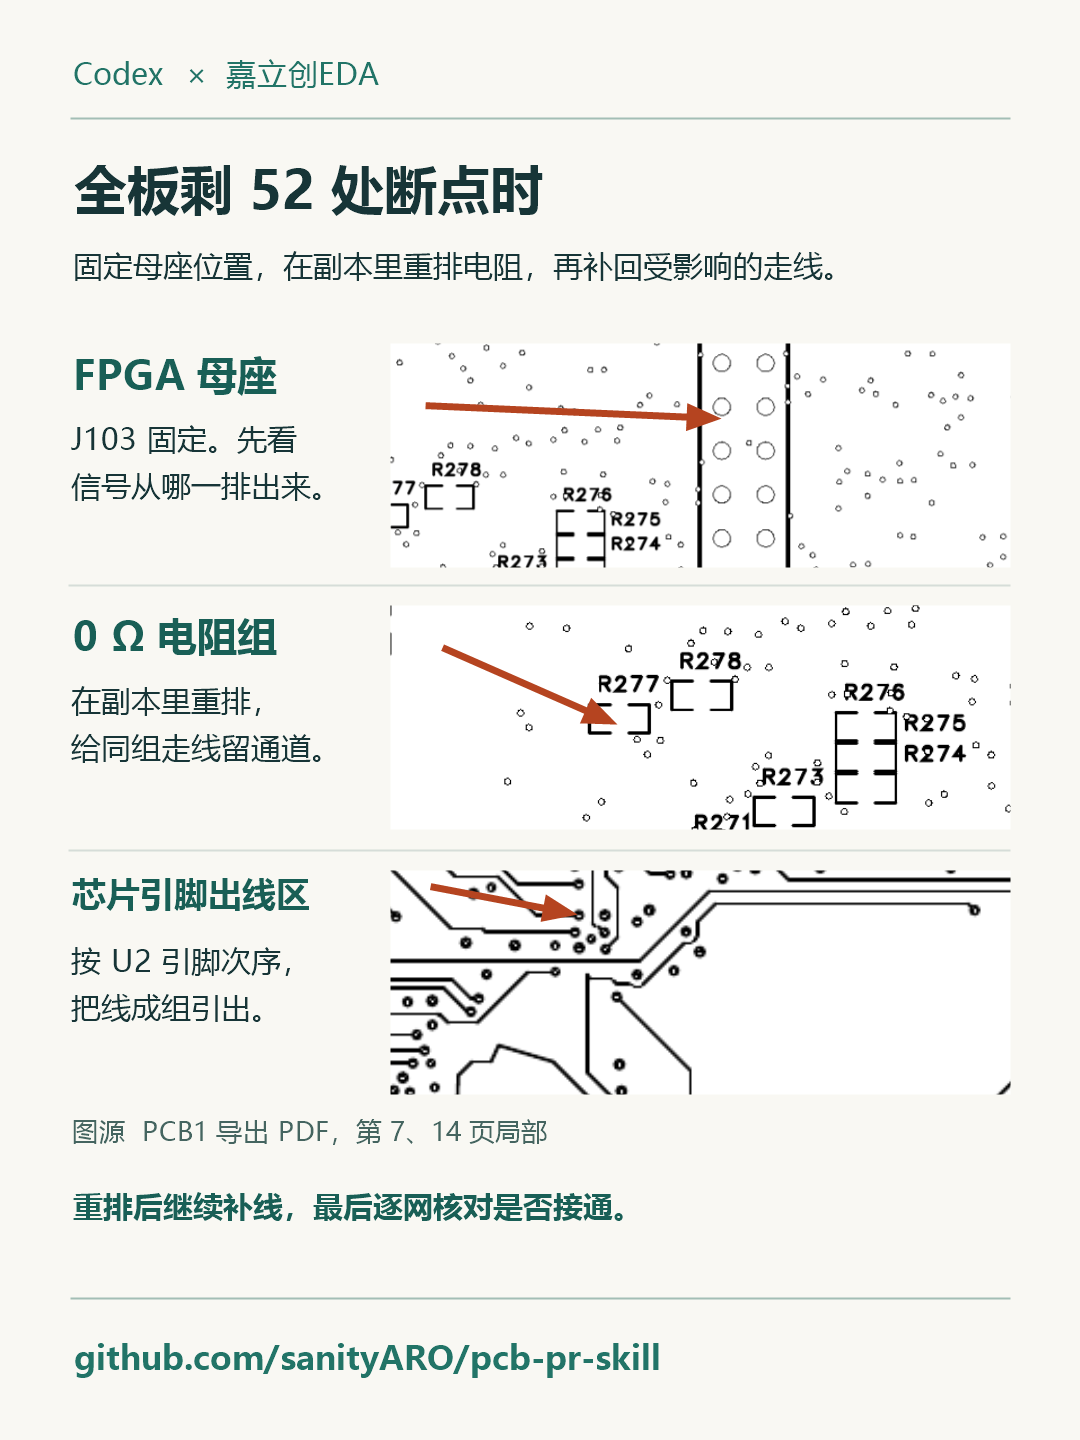 Codex × 嘉立创EDA
全板剩 52 处断点时
固定母座位置，在副本里重排电阻，再补回受影响的走线。
FPGA 母座
J103 固定。先看
信号从哪一排出来。
R278
77
R276
R275
R274
R273
0 Ω 电阻组
在副本里重排，
给同组走线留通道。
R278
R277
R276
R275
R274
R273
R271
芯片引脚出线区
按 U2 引脚次序，
把线成组引出。
图源 PCB1 导出 PDF，第 7、14 页局部
重排后继续补线，最后逐网核对是否接通。
github.com/sanityARO/pcb-pr-skill